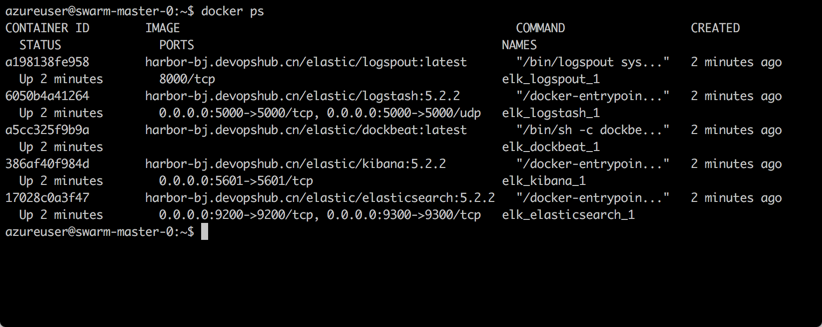 azureuser@swarm-master-0:~$ docker ps
CONTAINER ID        IMAGE                                                COMMAND                  CREATED
  STATUS              PORTS                                            NAMES
a198138fe958        harbor-bj.devopshub.cn/elastic/logspout:latest       "/bin/logspout sys..."   2 minutes ago
  Up 2 minutes        8000/tcp                                         elk_logspout_1
6050b4a41264        harbor-bj.devopshub.cn/elastic/logstash:5.2.2        "/docker-entrypoin..."   2 minutes ago
  Up 2 minutes        0.0.0.0:5000->5000/tcp, 0.0.0.0:5000->5000/udp   elk_logstash_1
a5cc325f9b9a        harbor-bj.devopshub.cn/elastic/dockbeat:latest       "/bin/sh -c dockbe..."   2 minutes ago
  Up 2 minutes                                                         elk_dockbeat_1
386af40f984d        harbor-bj.devopshub.cn/elastic/kibana:5.2.2          "/docker-entrypoin..."   2 minutes ago
  Up 2 minutes        0.0.0.0:5601->5601/tcp                           elk_kibana_1
17028c0a3f47        harbor-bj.devopshub.cn/elastic/elasticsearch:5.2.2   "/docker-entrypoin..."   2 minutes ago
  Up 2 minutes        0.0.0.0:9200->9200/tcp, 0.0.0.0:9300->9300/tcp   elk_elasticsearch_1
azureuser@swarm-master-0:~$